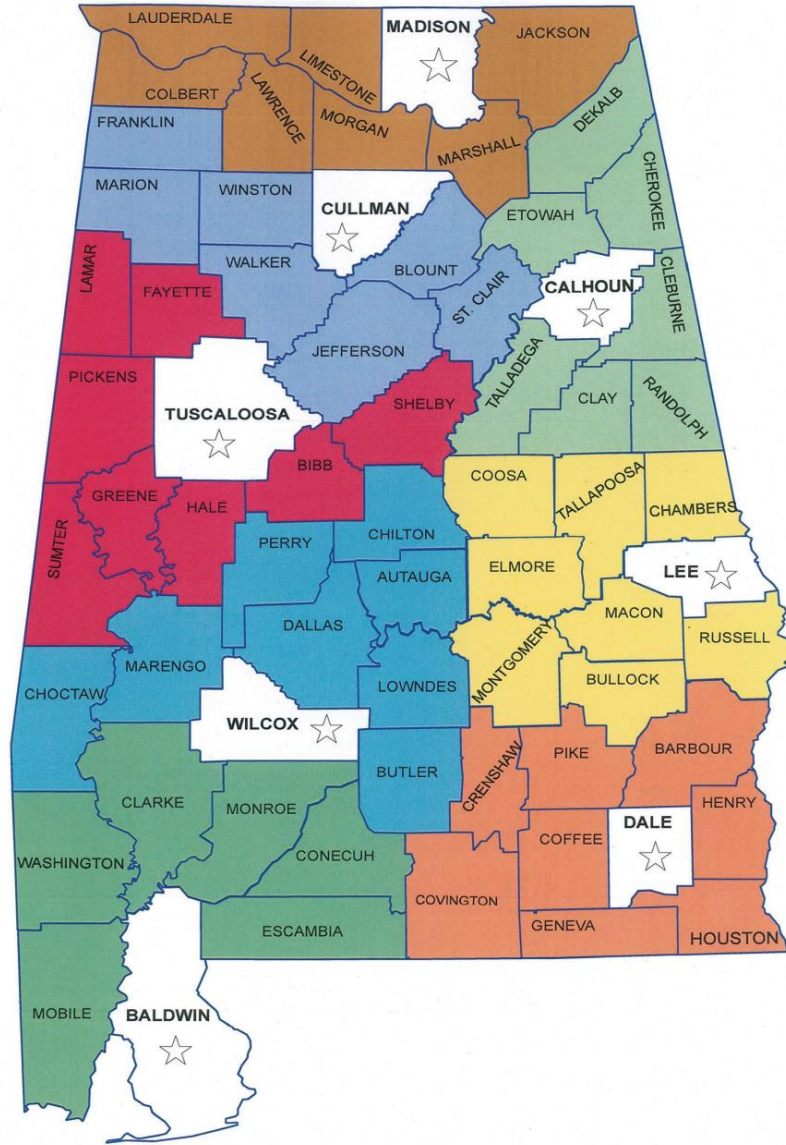 LAUDERDALE
MADISON
JACKSON
LIMESTONE
COLBERT
LAWRENCE
FRANKLIN
MORGAN
DEKALB
MARSHALL
CHEROKEE
MARION
WINSTON
CULLMAN
ETOWAH
LAMAR
WALKER
BLOUNT
ST. CLAIR
CALHOUN
CLEBURNE
FAYETTE
JEFFERSON
TALLADEGA
PICKENS
SHELBY
CLAY
RANDOLPH
TUSCALOOSA
BIBB
COOSA
TALLAPOOSA
CHAMBERS
GREENE
HALE
SUMTER
PERRY
CHILTON
ELMORE
LEE
AUTAUGA
DALLAS
MACON
RUSSELL
MARENGO
MONTGOMERY
CHOCTAW
LOWNDES
BULLOCK
WILCOX
BUTLER
CRENSHAW
PIKE
BARBOUR
CLARKE
MONROE
HENRY
DALE
COFFEE
WASHINGTON
CONECUH
COVINGTON
ESCAMBIA
GENEVA
HOUSTON
MOBILE
BALDWIN